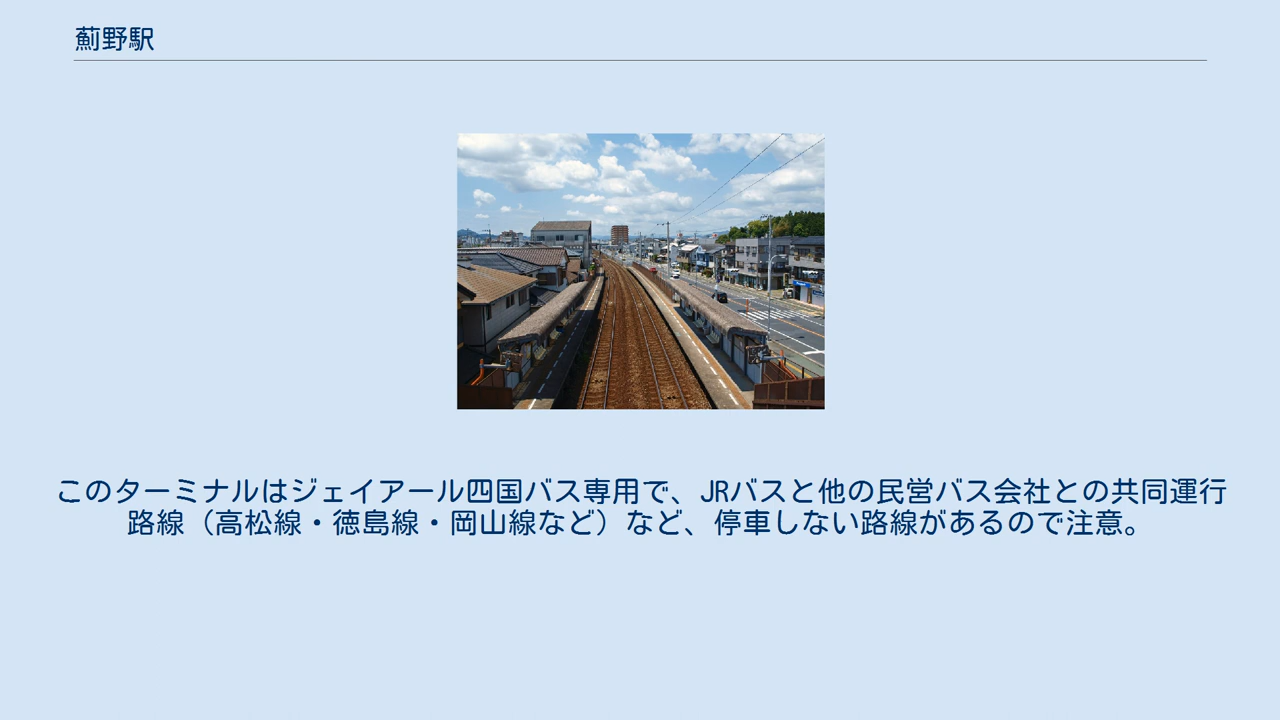 薊野駅
このターミナルはジェイアール四国バス専用で、JRバスと他の民営バス会社との共同運行
路線（高松線・徳島線・岡山線など）など、停車しない路線があるので注意。